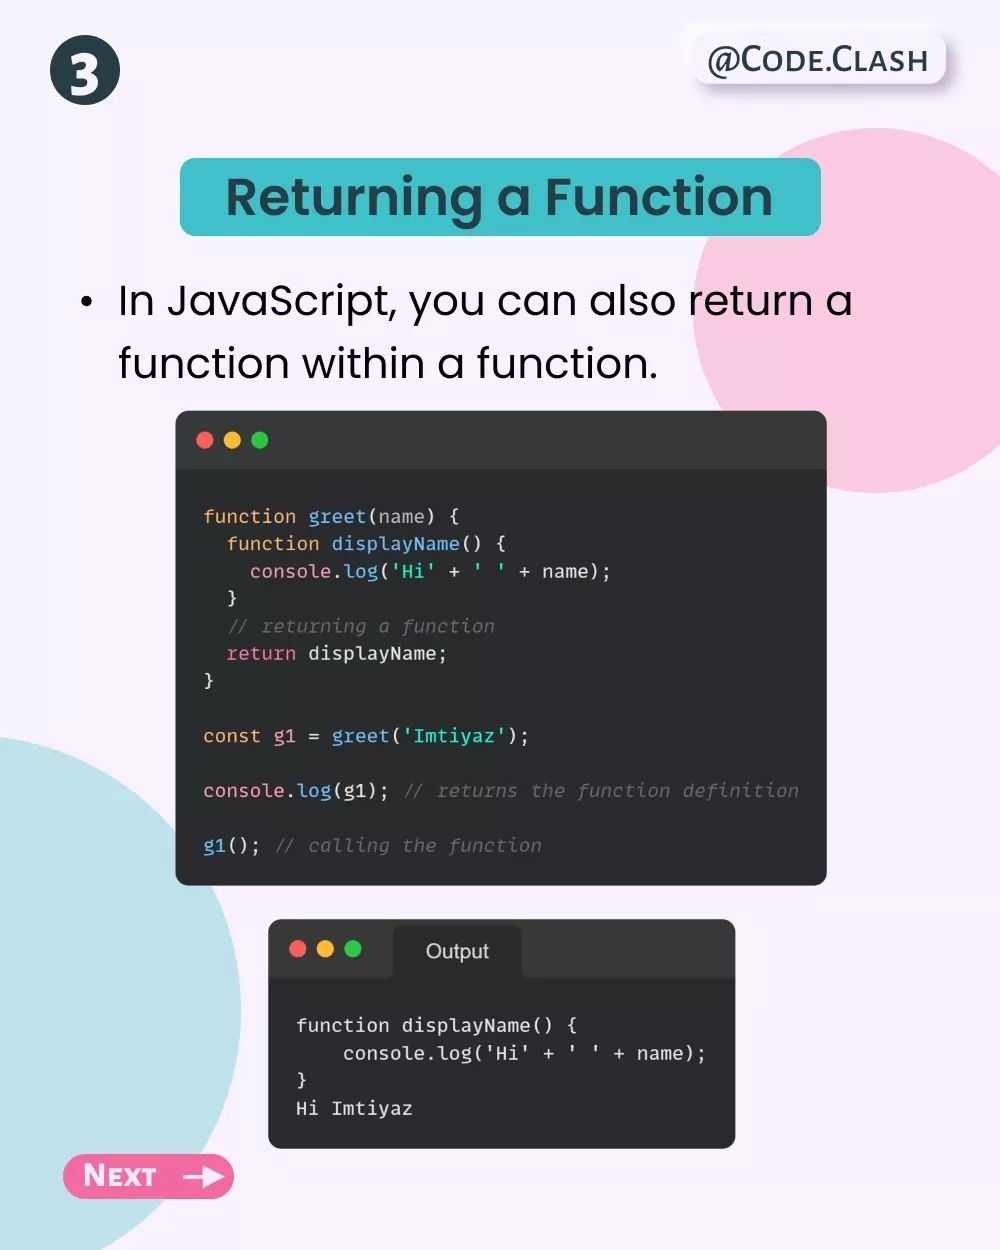 3
@Code.Clash
Returning a Function
• In JavaScript, you can also return a
function within a function.
function greet(name) {
  function displayName() {
    console.log('Hi' + ' ' + name);
  }
  // returning a function
  return displayName;
}
const g1 = greet('Imtiyaz');
console.log(g1); // returns the function definition
g1(); // calling the function
Output
function displayName() {
    console.log('Hi' + ' ' + name);
}
Hi Imtiyaz
Next